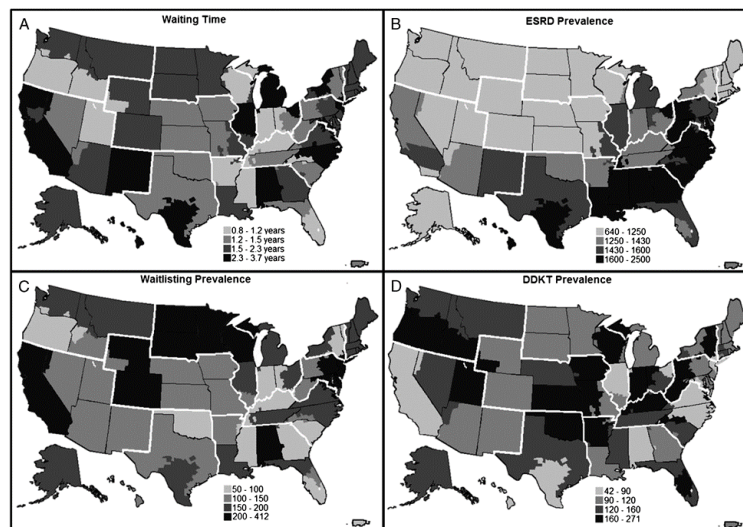 A
Waiting Time
0.8 - 1.2 years
1.2 - 1.5 years
1.5 - 2.3 years
2.3 - 3.7 years
B
ESRD Prevalence
640 - 1250
1250 - 1430
1430 - 1600
1600 - 2500
C
Waitlisting Prevalence
50 - 100
100 - 150
150 - 200
200 - 412
D
DDKT Prevalence
42 - 90
90 - 120
120 - 160
160 - 271